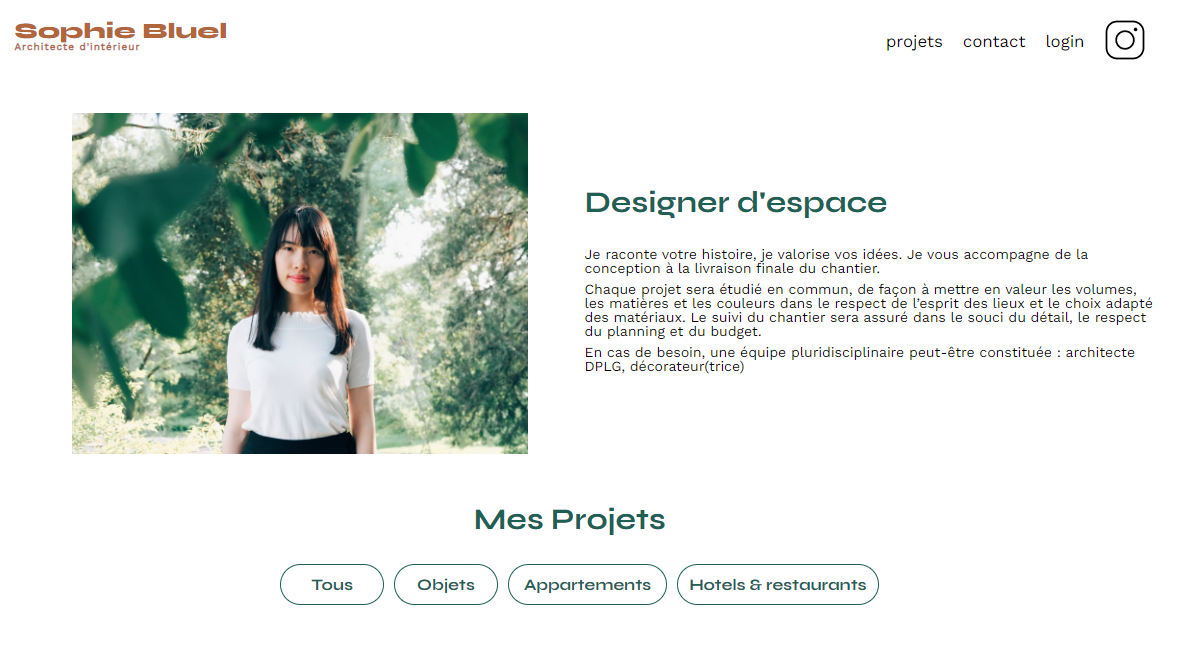 Sophie Bluel
Architecte d'intérieur
projets contact login
Designer d'espace
Je raconte votre histoire, je valorise vos idées. Je vous accompagne de la
conception à la livraison finale du chantier.
Chaque projet sera étudié en commun, de façon à mettre en valeur les volumes,
les matières et les couleurs dans le respect de l’esprit des lieux et le choix adapté
des matériaux. Le suivi du chantier sera assuré dans le souci du détail, le respect
du planning et du budget.
En cas de besoin, une équipe pluridisciplinaire peut-être constituée : architecte
DPLG, décorateur(trice)
Mes Projets
Tous Objets Appartements Hotels & restaurants